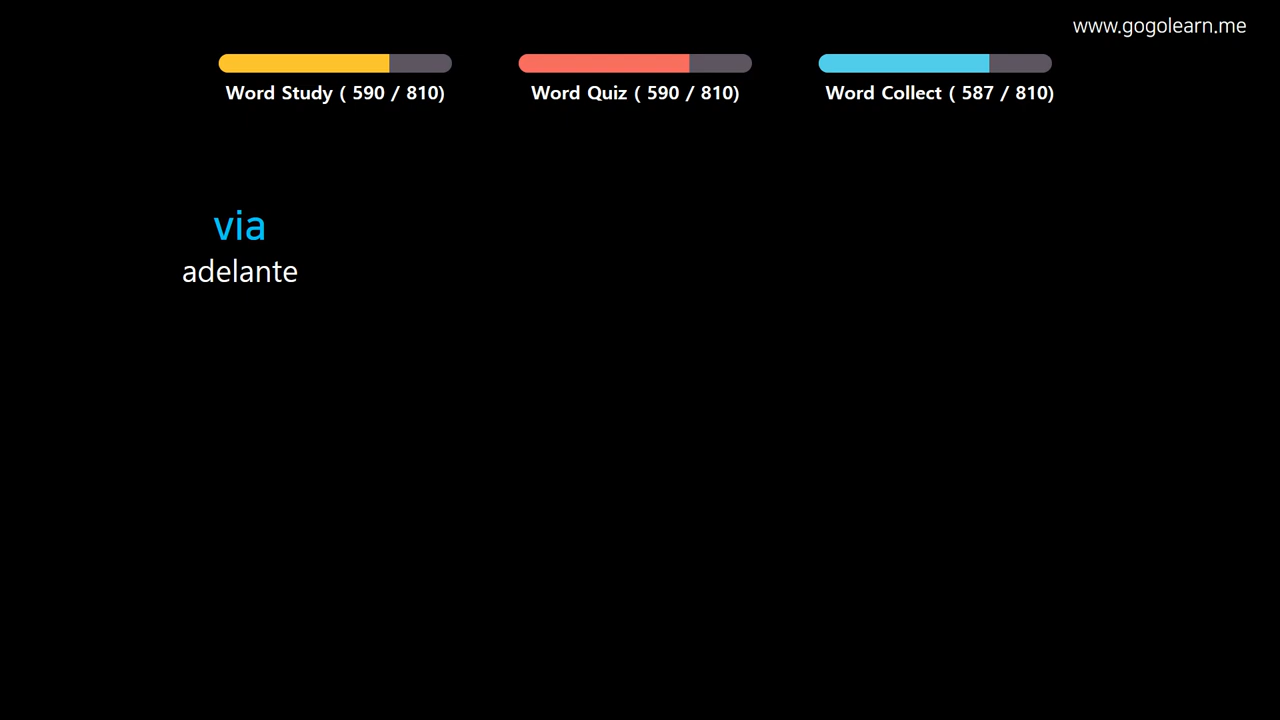 www.gogolearn.me
Word Study ( 590 / 810)
Word Quiz ( 590 / 810)
Word Collect ( 587 / 810)
via
adelante